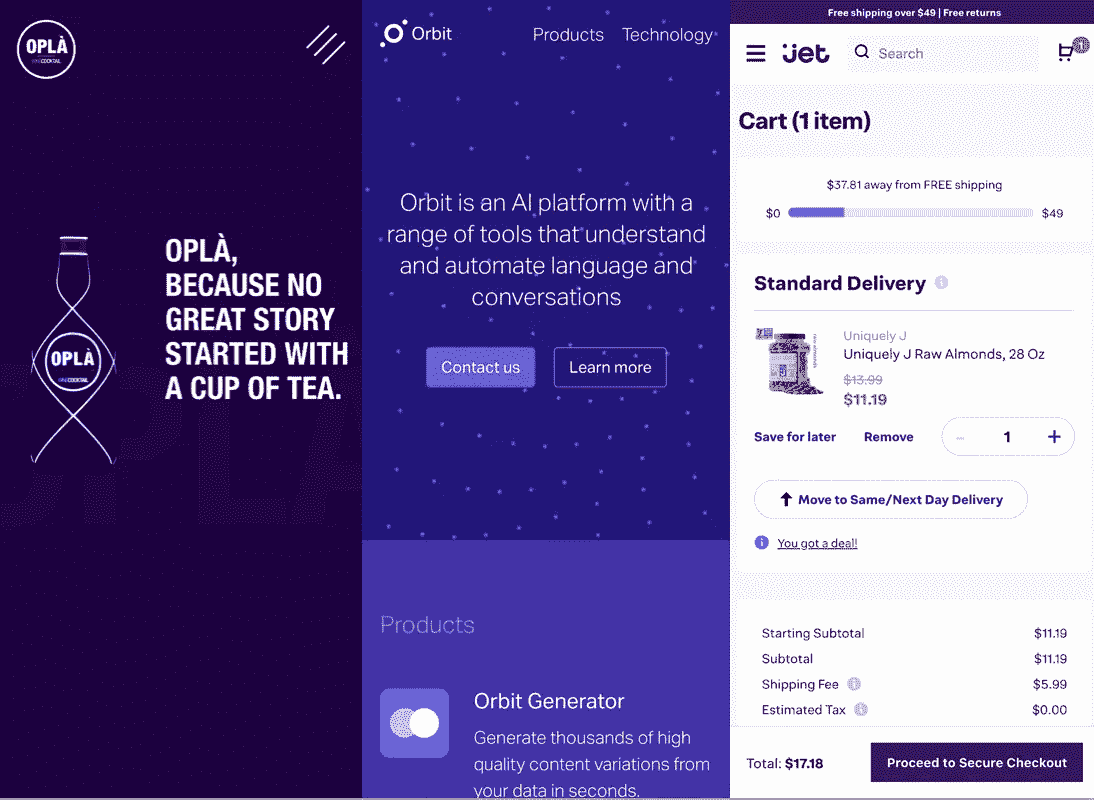 OPLÀ
COCKTAIL
OPLÀ,
BECAUSE NO
GREAT STORY
STARTED WITH
A CUP OF TEA.
OPLÀ
COCKTAIL
Orbit
Products
Technology
Orbit is an AI platform with a
range of tools that understand
and automate language and
conversations
Contact us
Learn more
Products
Orbit Generator
Generate thousands of high
quality content variations from
your data in seconds.
Free shipping over $49 | Free returns
jet
Search
1
Cart (1 item)
$37.81 away from FREE shipping
$0
$49
Standard Delivery
Uniquely J
Uniquely J Raw Almonds, 28 Oz
$13.99
$11.19
Save for later
Remove
1
Move to Same/Next Day Delivery
You got a deal!
Starting Subtotal $11.19
Subtotal $11.19
Shipping Fee $5.99
Estimated Tax $0.00
Total: $17.18
Proceed to Secure Checkout